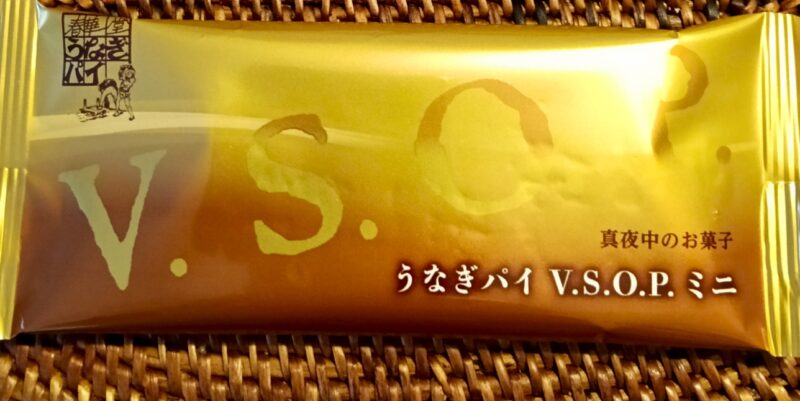 春華堂
うなぎ
パイ
V.S.O.P.
真夜中のお菓子
うなぎパイ V.S.O.P. ミニ